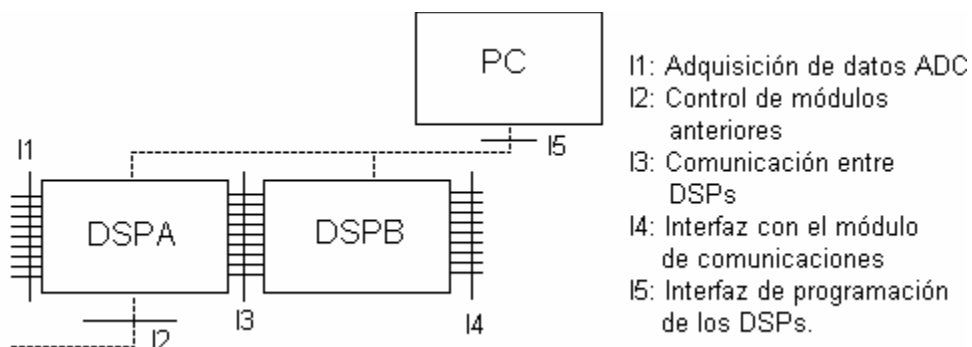 PC
I1: Adquisición de datos ADC
I2: Control de módulos
anteriores
I3: Comunicación entre
DSPs
I4: Interfaz con el módulo
de comunicaciones
I5: Interfaz de programación
de los DSPs.
I1
I5
DSPA
DSPB
I2
I3
I4